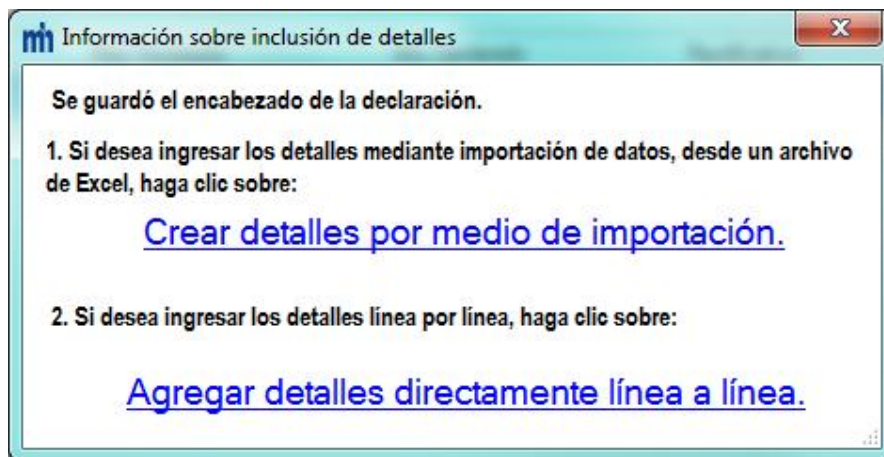 mh Información sobre inclusión de detalles
Se guardó el encabezado de la declaración.
1. Si desea ingresar los detalles mediante importación de datos, desde un archivo
de Excel, haga clic sobre:
Crear detalles por medio de importación.
2. Si desea ingresar los detalles línea por línea, haga clic sobre:
Agregar detalles directamente línea a línea.